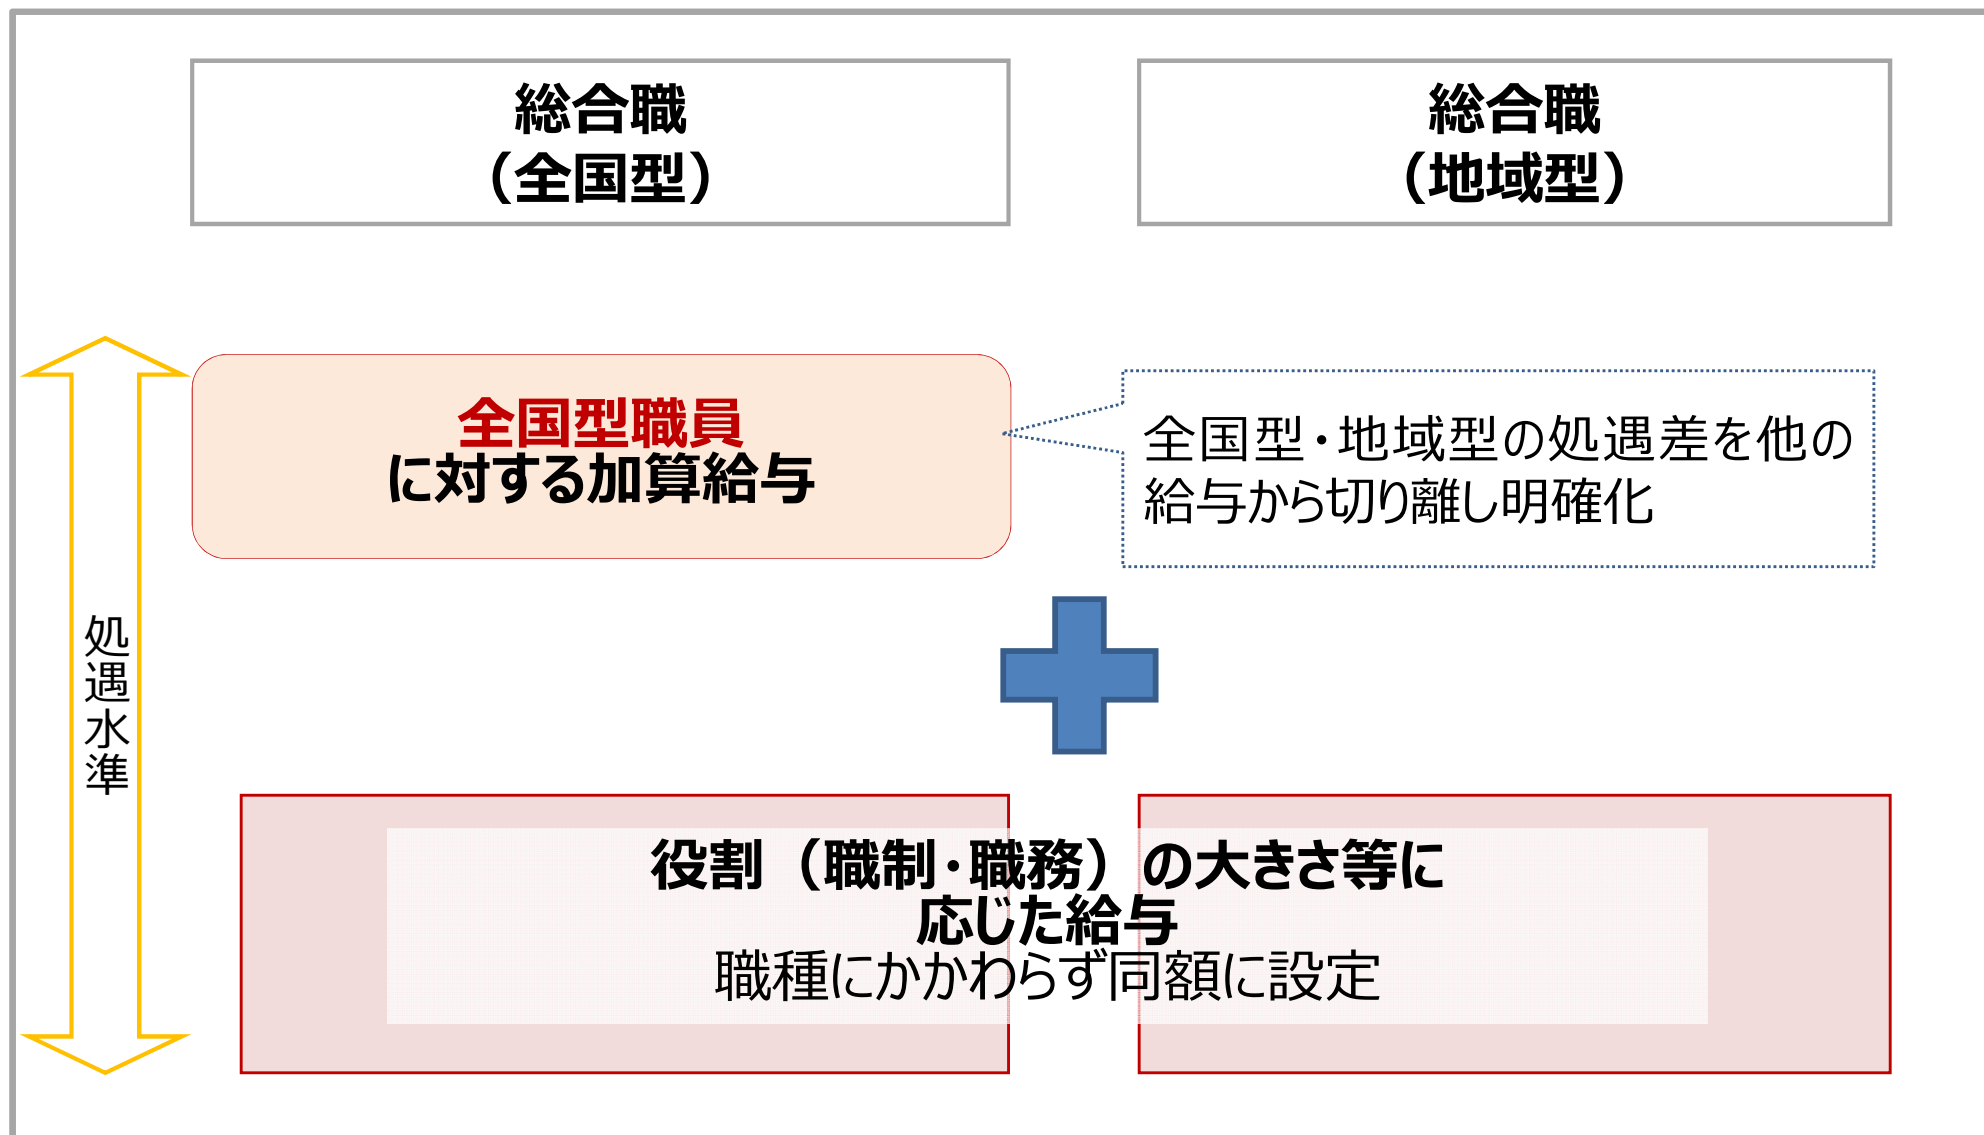 総合職
（全国型）
総合職
（地域型）
全国型職員
に対する加算給与
全国型・地域型の処遇差を他の
給与から切り離し明確化
処遇水準
役割（職制・職務）の大きさ等に
応じた給与
職種にかかわらず同額に設定